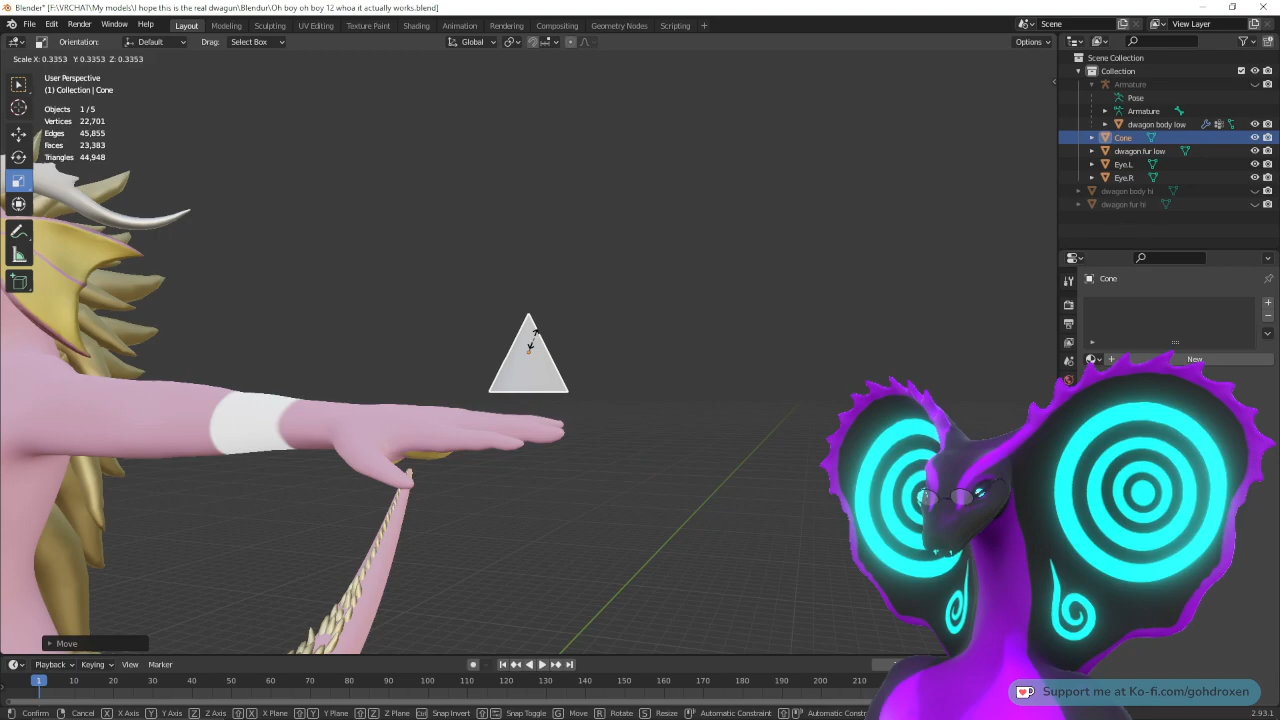 Blender* [F:\VRCHAT\My models\I hope this is the real dwagun\Blendur\Oh boy oh boy 12 whoa it actually works.blend]
File Edit Render Window Help Layout Modeling Sculpting UV Editing Texture Paint Shading Animation Rendering Compositing Geometry Nodes Scripting + Scene View Layer
Orientation: Default Drag: Select Box Global Options
Scale X: 0.3353 Y: 0.3353 Z: 0.3353
User Perspective
(1) Collection | Cone
Objects 1 / 5
Vertices 22,701
Edges 45,855
Faces 23,383
Triangles 44,948
Scene Collection
Collection
Armature
Pose
Armature
dwagon body low
Cone
dwagon fur low
Eye.L
Eye.R
dwagon body hi
dwagon fur hi
Cone
New
Move
Playback Keying View Marker
1 10 20 30 40 50 60 70 80 90 100 110 120 130 140 150 160 170 180 190 200 210
Support me at Ko-fi.com/gohdroxen
Confirm Cancel X X Axis Y Y Axis Z Z Axis X X Plane Y Y Plane Z Z Plane Ctrl Snap Invert Snap Toggle G Move R Rotate S Resize Automatic Constraint Automatic Constra 2.93.1